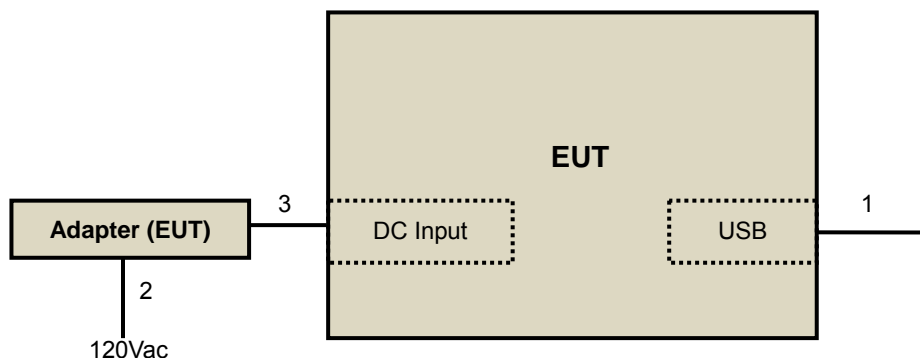 EUT
3
1
Adapter (EUT)
DC Input
USB
2
120Vac